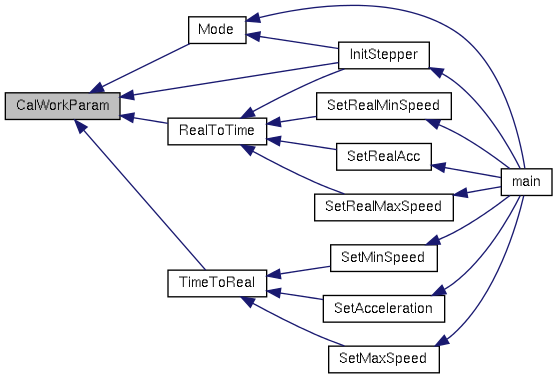 Mode
InitStepper
CalWorkParam
SetRealMinSpeed
RealToTime
SetRealAcc
main
SetRealMaxSpeed
SetMinSpeed
TimeToReal
SetAcceleration
SetMaxSpeed